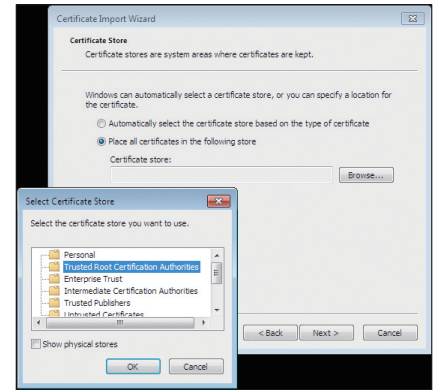 Certificate Import Wizard
Certificate Store
Certificate stores are system areas where certificates are kept.
Windows can automatically select a certificate store, or you can specify a location for
the certificate.
Automatically select the certificate store based on the type of certificate
Place all certificates in the following store
Certificate store:
Browse...
Select Certificate Store
Select the certificate store you want to use.
Personal
Trusted Root Certification Authorities
Enterprise Trust
Intermediate Certification Authorities
Trusted Publishers
Untrusted Certificates
Show physical stores
OK Cancel
< Back Next > Cancel